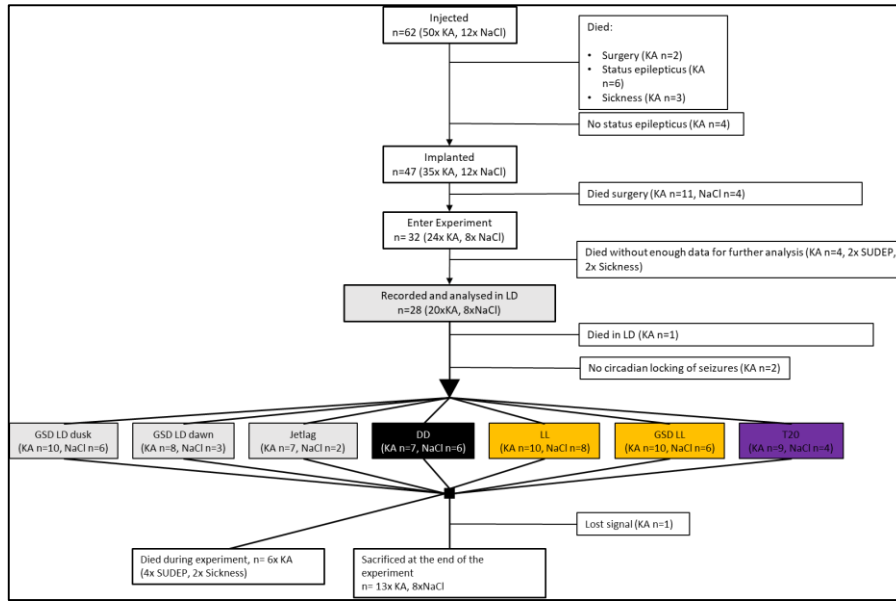 Injected
n=62 (50x KA, 12x NaCl)
Died:
• Surgery (KA n=2)
• Status epilepticus (KA
n=6)
• Sickness (KA n=3)
No status epilepticus (KA n=4)
Implanted
n=47 (35x KA, 12x NaCl)
Died surgery (KA n=11, NaCl n=4)
Enter Experiment
n= 32 (24x KA, 8x NaCl)
Died without enough data for further analysis (KA n=4, 2x SUDEP,
2x Sickness)
Recorded and analysed in LD
n=28 (20xKA, 8xNaCl)
Died in LD (KA n=1)
No circadian locking of seizures (KA n=2)
GSD LD dusk
(KA n=10, NaCl n=6)
GSD LD dawn
(KA n=8, NaCl n=3)
Jetlag
(KA n=7, NaCl n=2)
DD
(KA n=7, NaCl n=6)
LL
(KA n=10, NaCl n=8)
GSD LL
(KA n=10, NaCl n=6)
T20
(KA n=9, NaCl n=4)
Lost signal (KA n=1)
Died during experiment, n= 6x KA
(4x SUDEP, 2x Sickness)
Sacrificed at the end of the
experiment
n= 13x KA, 8xNaCl